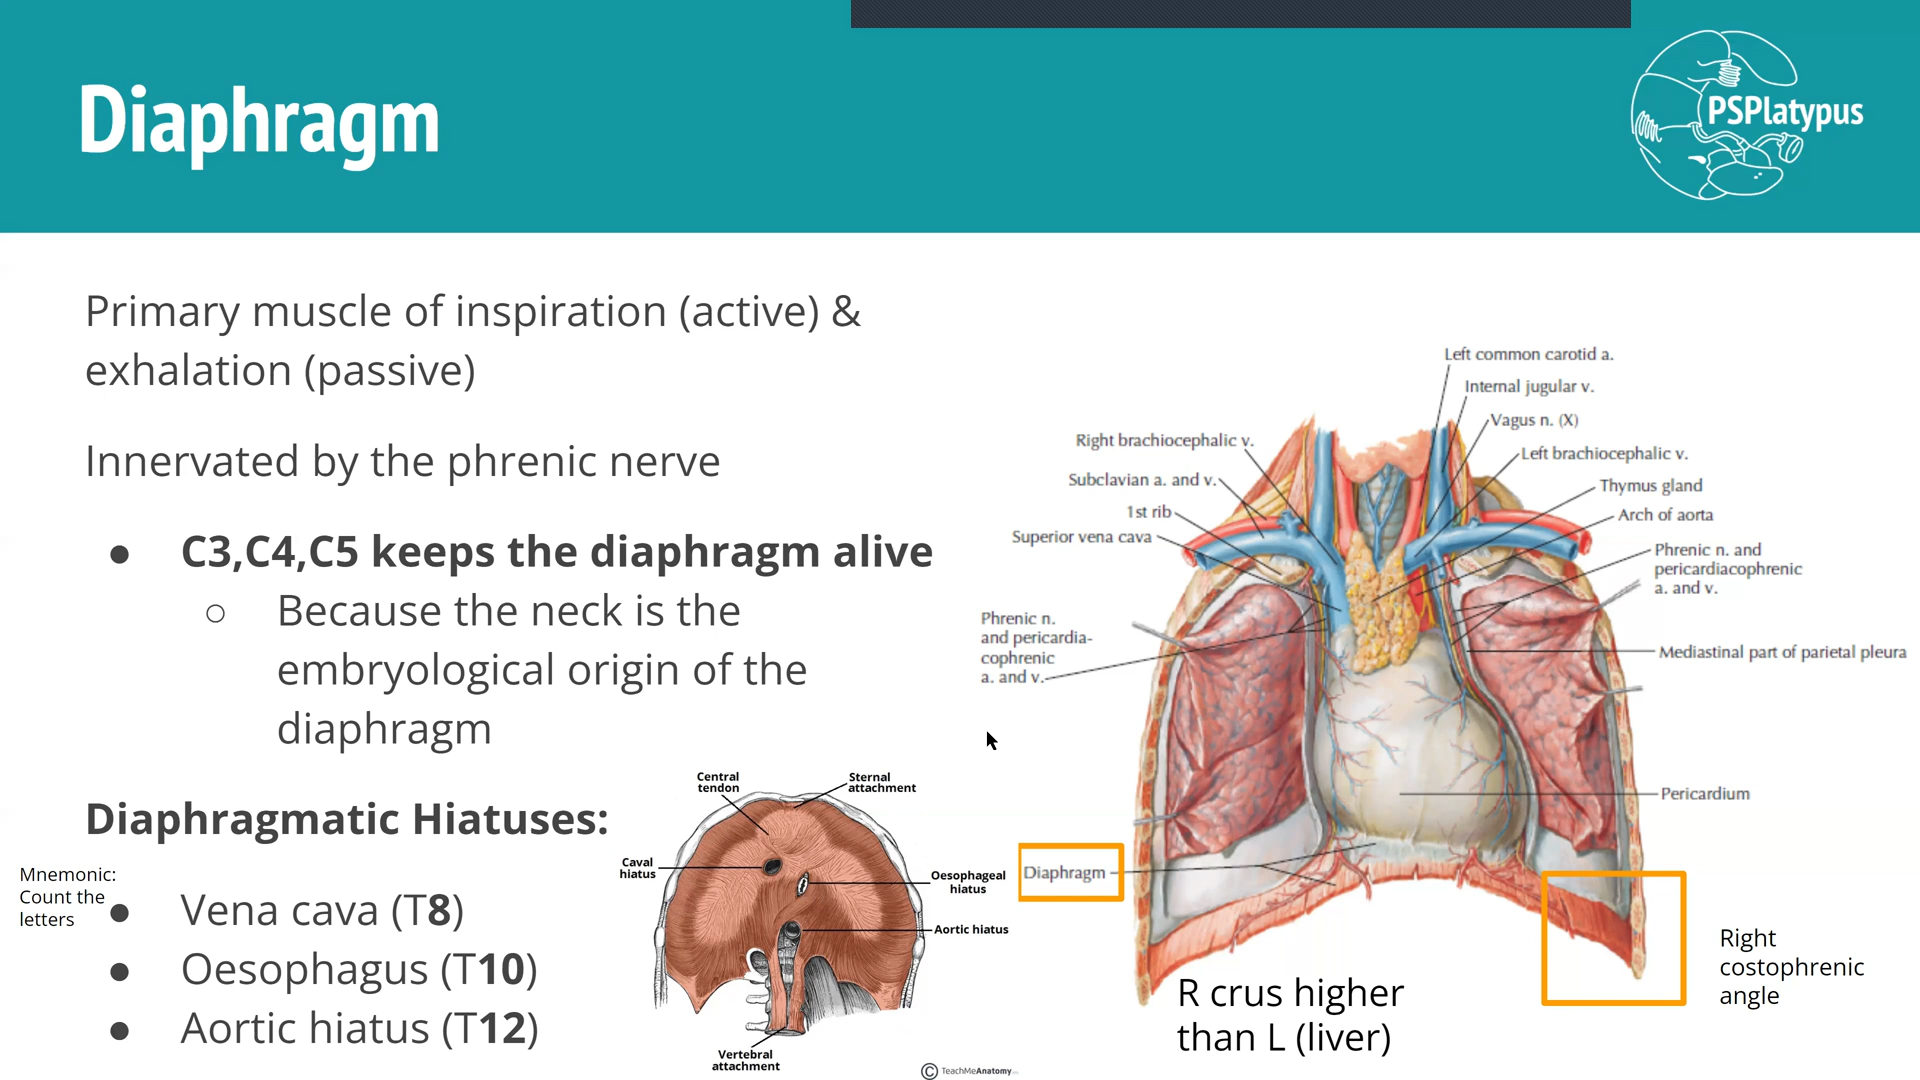 Diaphragm
PSPlatypus
Primary muscle of inspiration (active) &
exhalation (passive)
Innervated by the phrenic nerve
● C3,C4,C5 keeps the diaphragm alive
○ Because the neck is the
embryological origin of the
diaphragm
Diaphragmatic Hiatuses:
Mnemonic:
Count the
letters
● Vena cava (T8)
● Oesophagus (T10)
● Aortic hiatus (T12)
Central
tendon
Sternal
attachment
Caval
hiatus
Oesophageal
hiatus
Aortic hiatus
Vertebral
attachment
© TeachMeAnatomy
Left common carotid a.
Internal jugular v.
Vagus n. (X)
Right brachiocephalic v.
Left brachiocephalic v.
Subclavian a. and v.
Thymus gland
1st rib
Arch of aorta
Superior vena cava
Phrenic n. and
pericardiacophrenic
a. and v.
Phrenic n.
and pericardia-
cophrenic
a. and v.
Mediastinal part of parietal pleura
Pericardium
Diaphragm
Right
costophrenic
angle
R crus higher
than L (liver)